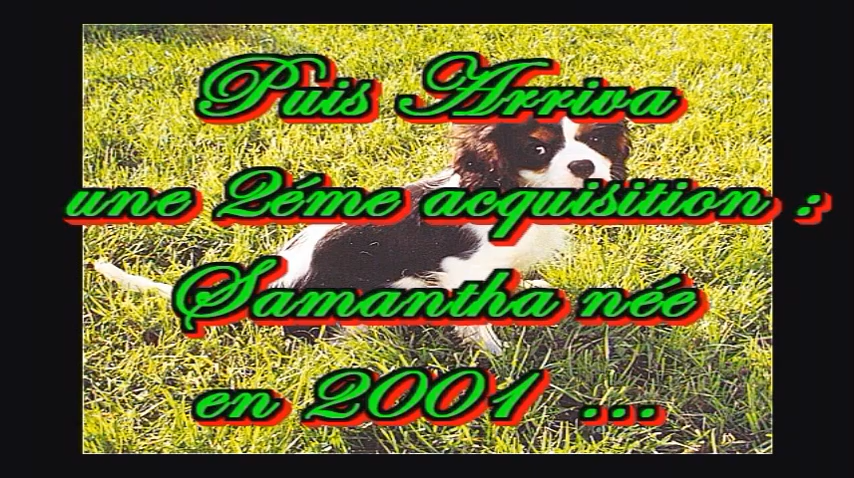 Puis Arriva
une 2éme acquisition :
Samantha née
en 2001 ...